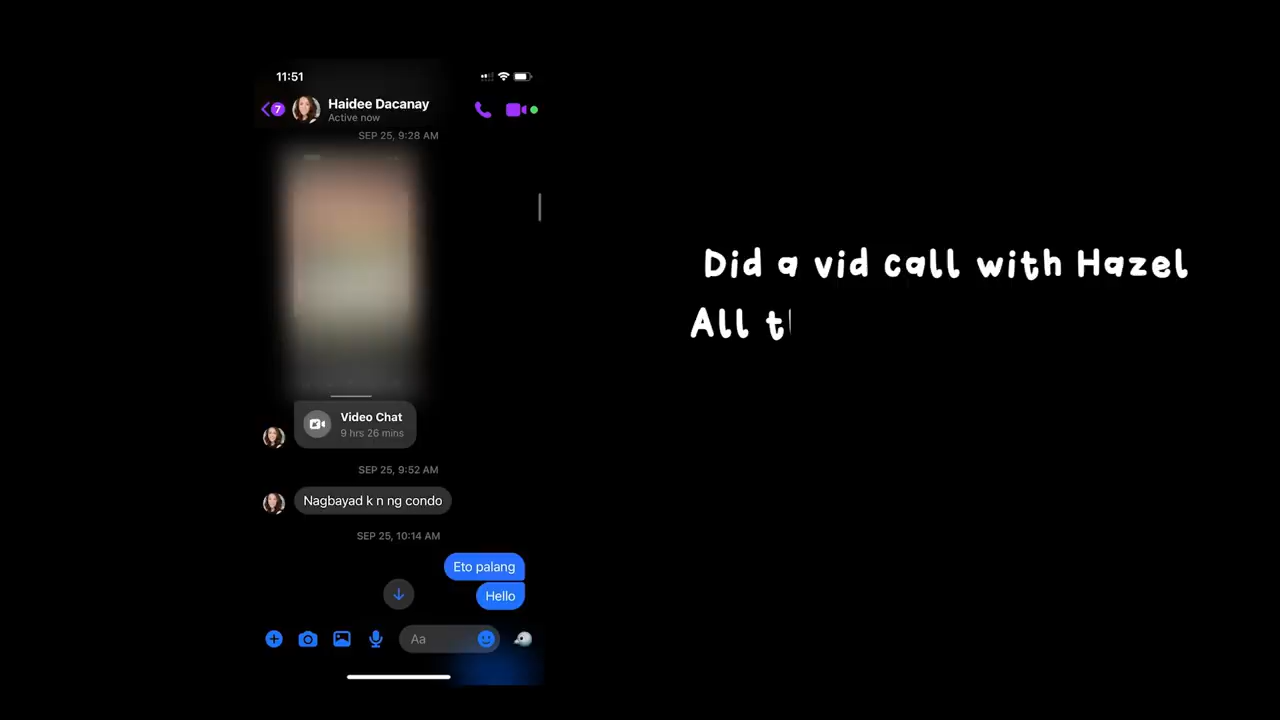 11:51
7
Haidee Dacanay
Active now
SEP 25, 9:28 AM
Video Chat
9 hrs 26 mins
SEP 25, 9:52 AM
Nagbayad k n ng condo
SEP 25, 10:14 AM
Eto palang
Hello
Aa
Did a vid call with Hazel
All